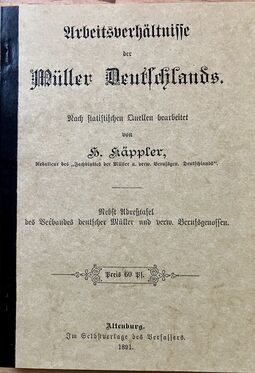 Arbeitsverhältnisse
der
Müller Deutschlands.
Nach statistischen Quellen bearbeitet
von
H. Käppler,
Redakteur des „Fachblattes der Müller u. verw. Berufsgen. Deutschlands“.
Nebst Adreßtafel
des Verbandes deutscher Müller und verw. Berufsgenossen.
Preis 60 Pf.
Altenburg.
Im Selbstverlage des Verfassers.
1891.